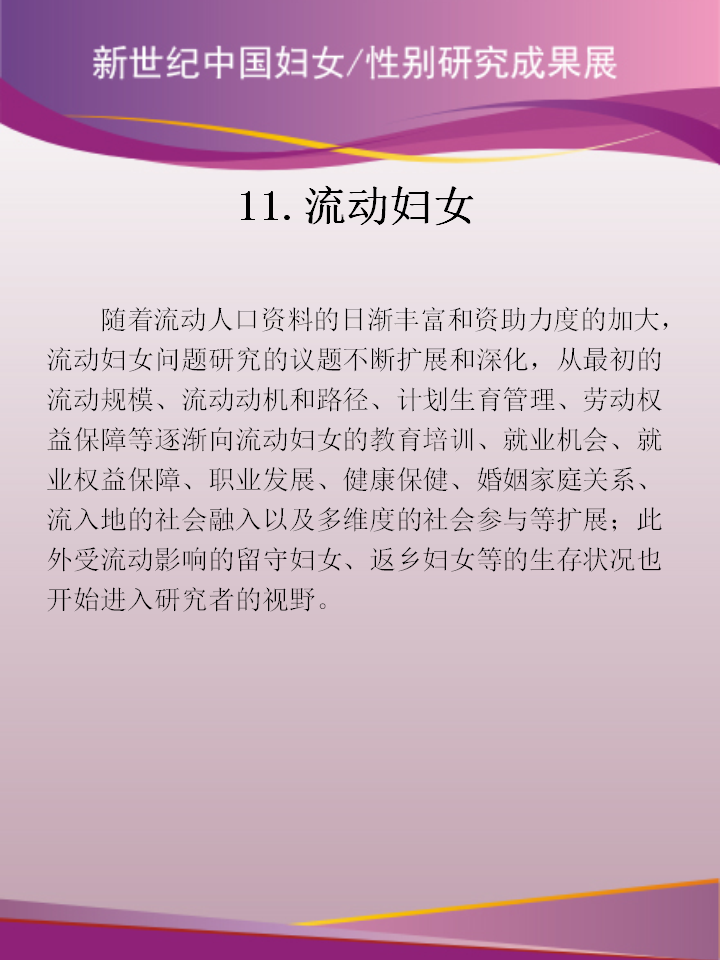 新世纪中国妇女/性别研究成果展
11.流动妇女
随着流动人口资料的日渐丰富和资助力度的加大，
流动妇女问题研究的议题不断扩展和深化，从最初的
流动规模、流动动机和路径、计划生育管理、劳动权
益保障等逐渐向流动妇女的教育培训、就业机会、就
业权益保障、职业发展、健康保健、婚姻家庭关系、
流入地的社会融入以及多维度的社会参与等扩展；此
外受流动影响的留守妇女、返乡妇女等的生存状况也
开始进入研究者的视野。